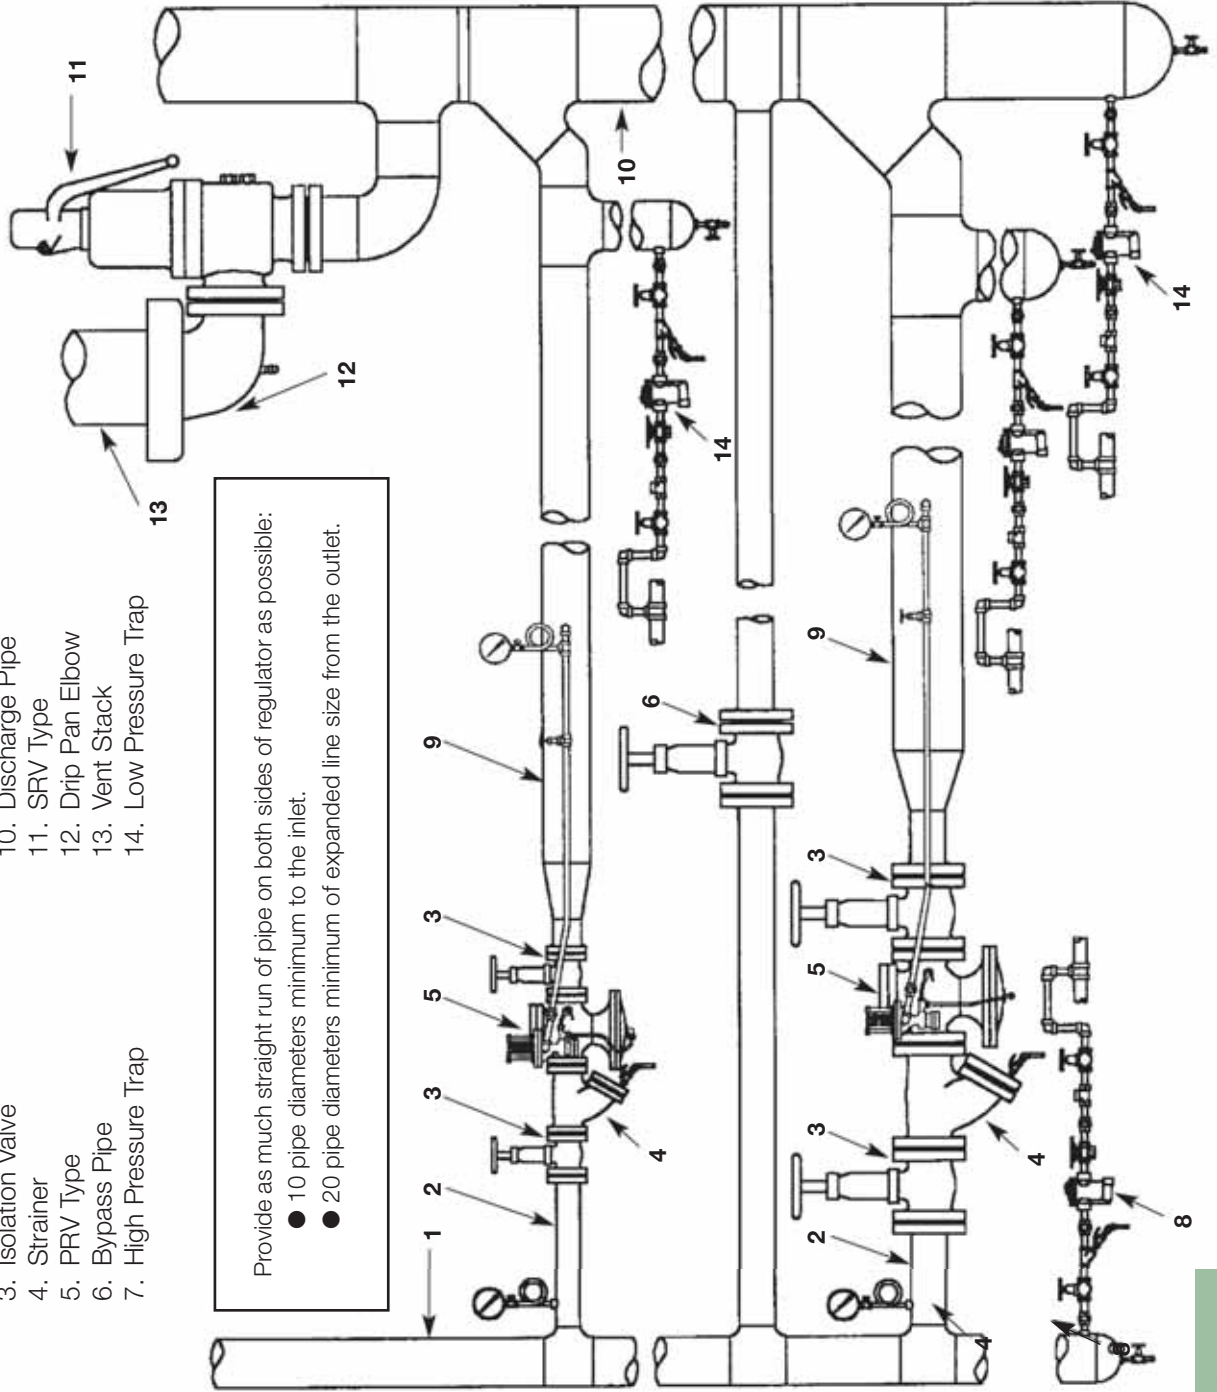 3. Isolation Valve
4. Strainer
5. PRV Type
6. Bypass Pipe
7. High Pressure Trap
10. Discharge Pipe
11. SRV Type
12. Drip Pan Elbow
13. Vent Stack
14. Low Pressure Trap
Provide as much straight run of pipe on both sides of regulator as possible:
● 10 pipe diameters minimum to the inlet.
● 20 pipe diameters minimum of expanded line size from the outlet.
11
13
12
10
1
2
3
4
5
3
9
14
6
2
4
3
4
5
3
9
14
8